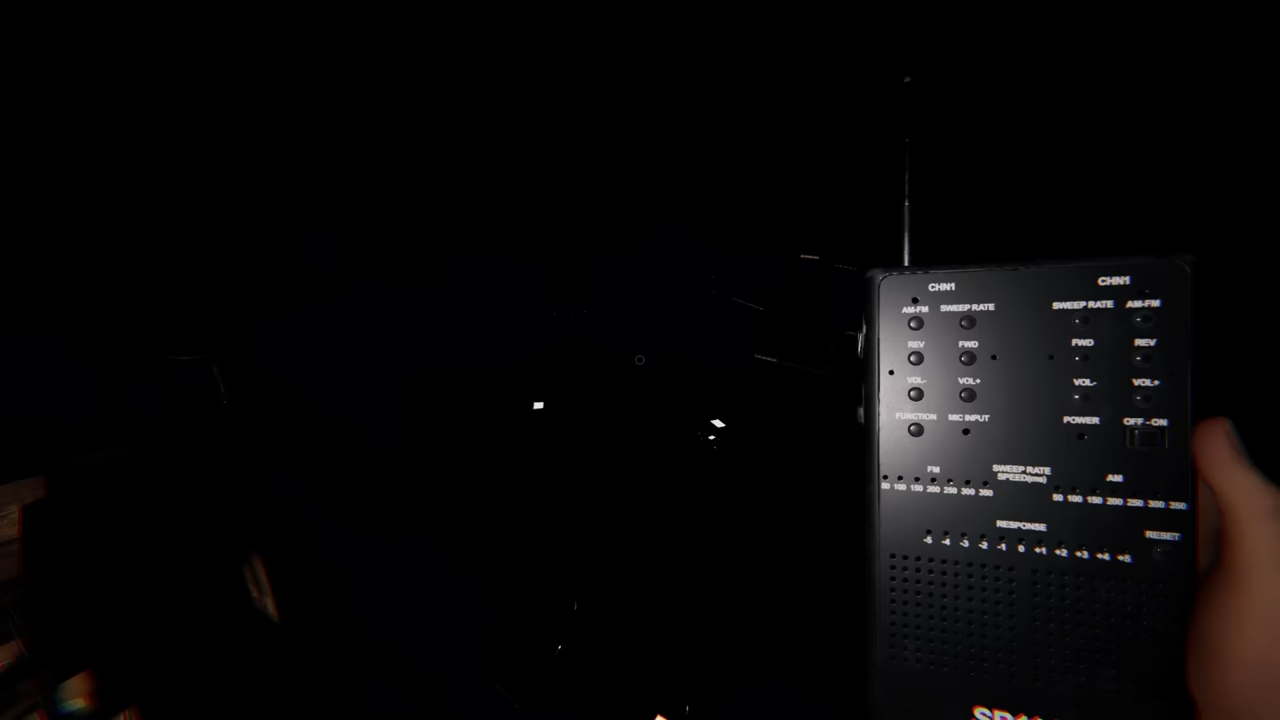 CHN1 CHN1
AM-FM SWEEP RATE SWEEP RATE AM-FM
REV FWD FWD REV
VOL- VOL+ VOL- VOL+
FUNCTION MIC INPUT POWER OFF-ON
FM SWEEP RATE AM
SPEED(ms)
50 100 150 200 250 300 350 50 100 150 200 250 300 350
RESPONSE RESET
-5 -4 -3 -2 -1 0 +1 +2 +3 +4 +5